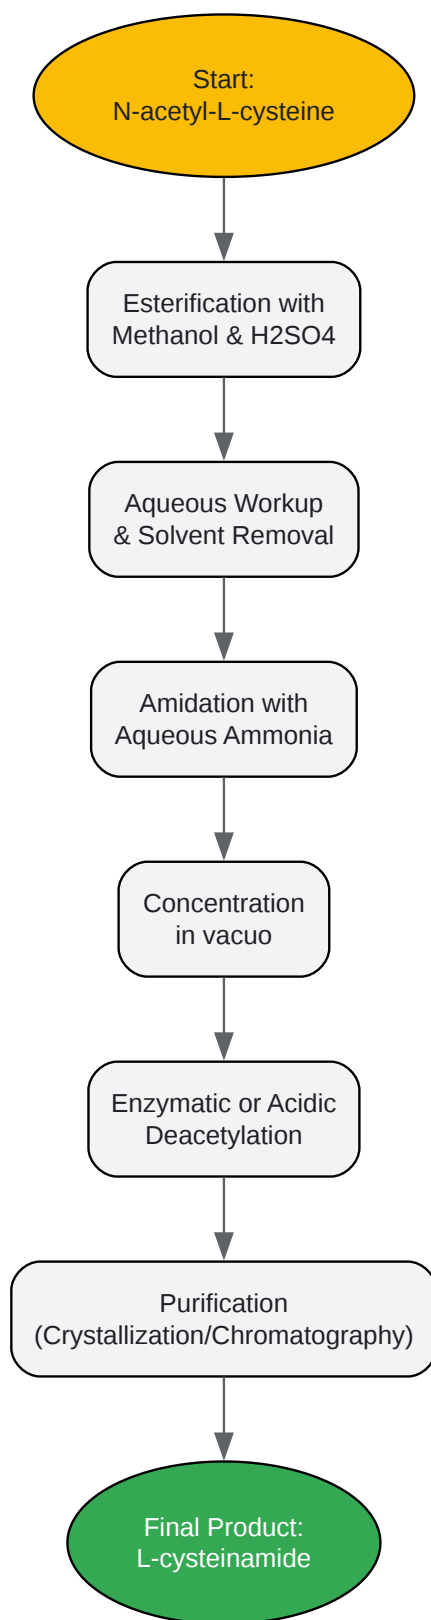 Start:
N-acetyl-L-cysteine
Esterification with
Methanol & H2SO4
Aqueous Workup
& Solvent Removal
Amidation with
Aqueous Ammonia
Concentration
in vacuo
Enzymatic or Acidic
Deacetylation
Purification
(Crystallization/Chromatography)
Final Product:
L-cysteinamide